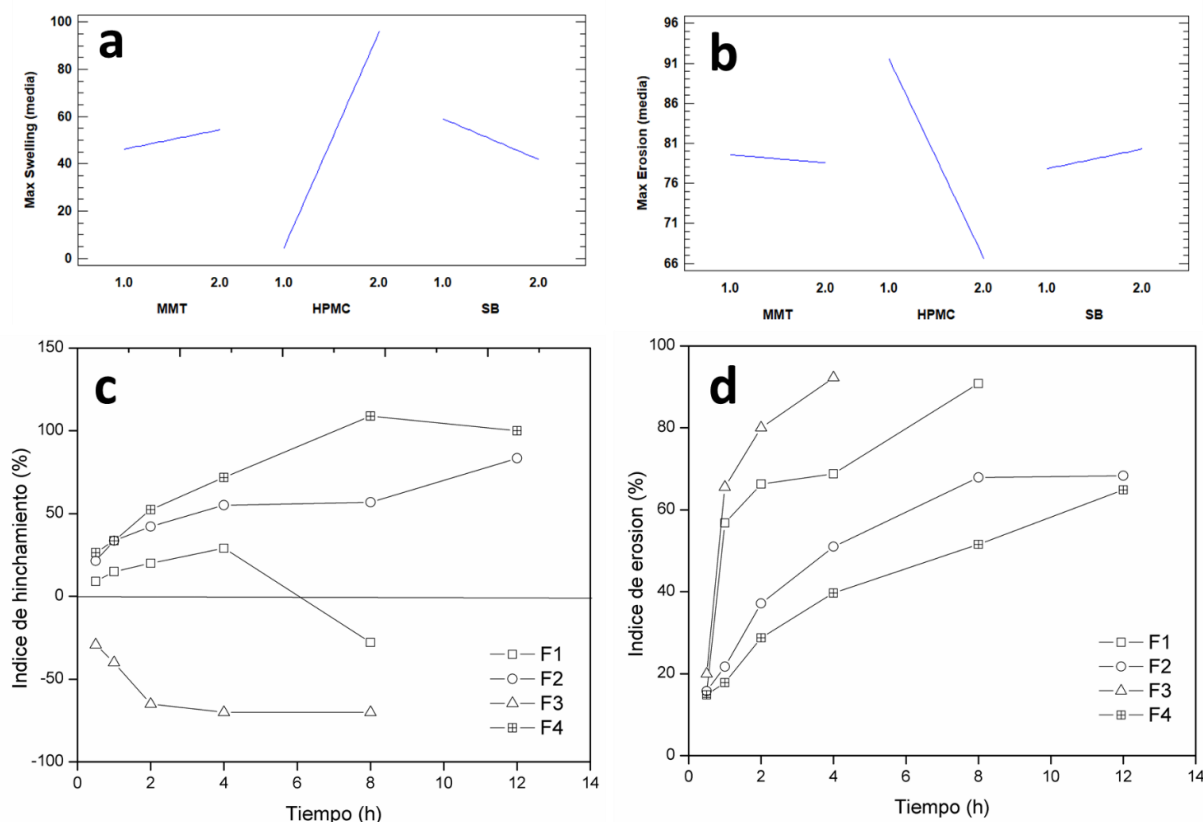 a
Max Swelling (media)
100
80
60
40
20
0
1.0 2.0 1.0 2.0 1.0 2.0
MMT HPMC SB
b
Max Erosion (media)
96
91
86
81
76
71
66
1.0 2.0 1.0 2.0 1.0 2.0
MMT HPMC SB
c
Indice de hinchamiento (%)
150
100
50
0
-50
-100
F1
F2
F3
F4
0 2 4 6 8 10 12 14
Tiempo (h)
d
Indice de erosion (%)
100
80
60
40
20
0
F1
F2
F3
F4
0 2 4 6 8 10 12 14
Tiempo (h)